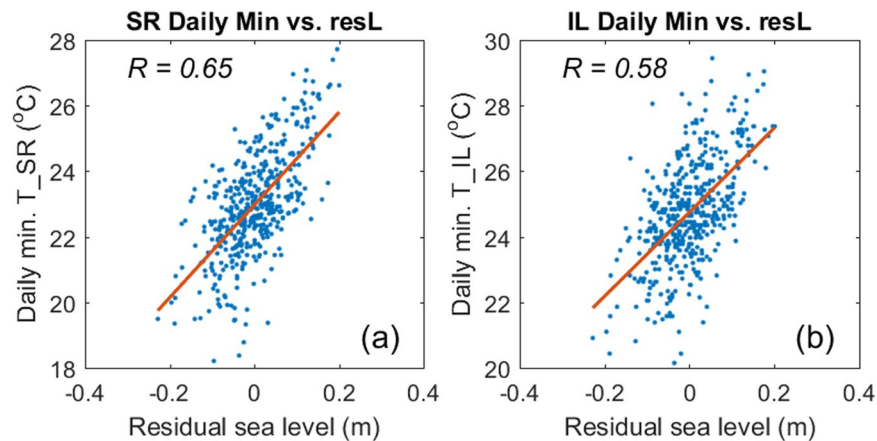 SR Daily Min vs. resL
R = 0.65
28
26
24
22
20
18
Daily min. T_SR (°C)
(a)
-0.4 -0.2 0 0.2 0.4
Residual sea level (m)
IL Daily Min vs. resL
R = 0.58
30
28
26
24
22
20
Daily min. T_IL (°C)
(b)
-0.4 -0.2 0 0.2 0.4
Residual sea level (m)